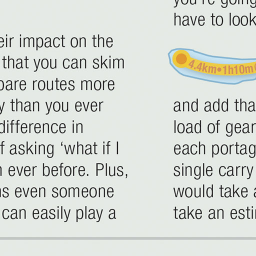 eir impact on the
that you can skim
pare routes more
y than you ever
difference in
f asking 'what if I
n ever before. Plus,
ns even someone
can easily play a
you're going
have to look
4.4km•1h10m
and add tha
load of gear
each portag
single carry
would take a
take an esti